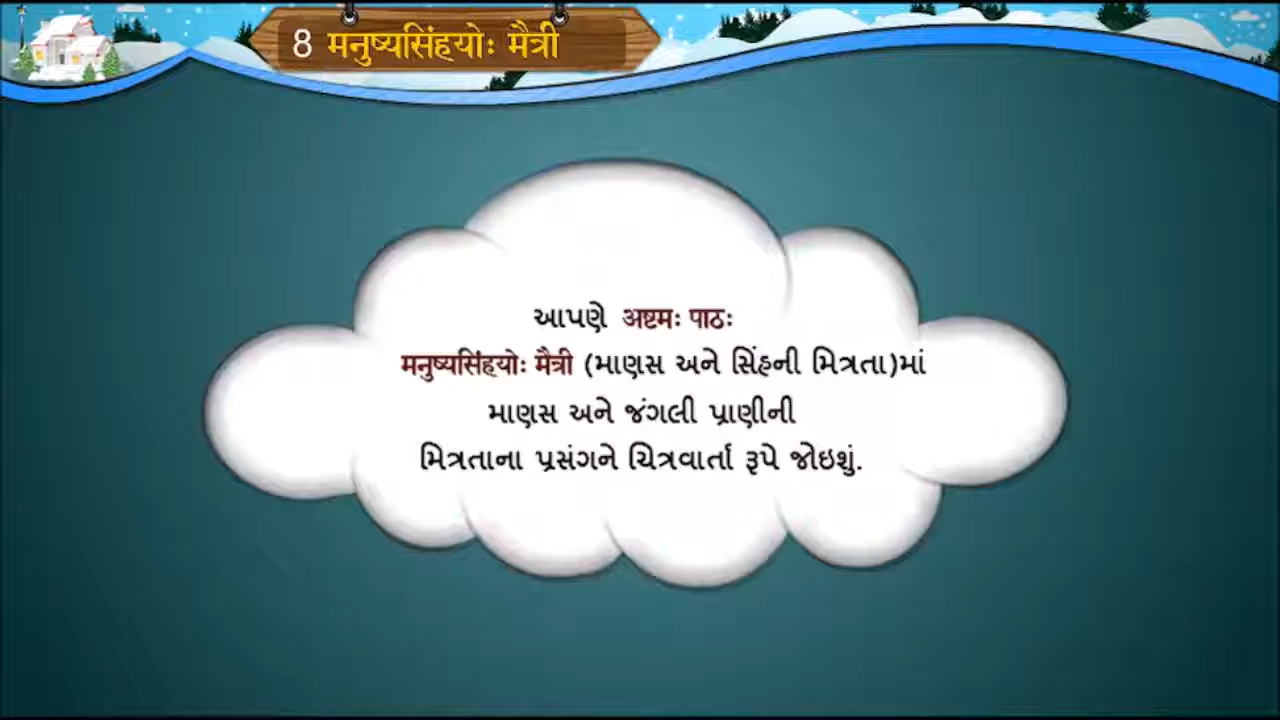 8 मनुष्यसिंहयोः मैत्री
આપણે अष्टमः पाठः
मनुष्यसिंहयोः मैत्री (માણસ અને સિંહની મિત્રતા)માં
માણસ અને જંગલી પ્રાણીની
મિત્રતાના પ્રસંગને ચિત્રવાર્તા રૂપે જોઇશું.